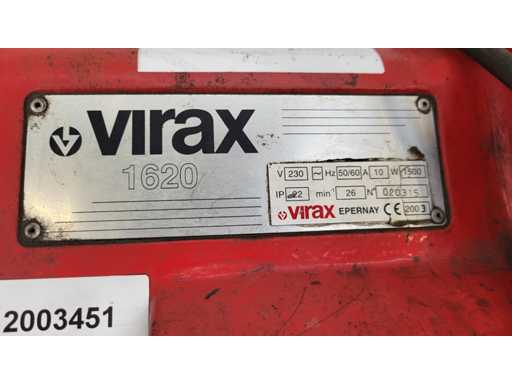 virax
1620
V 230 ~ Hz 50/60 A 10 W 1500
IP 22 min⁻¹ 26 N° 020315
virax EPERNAY CE 2003
2003451